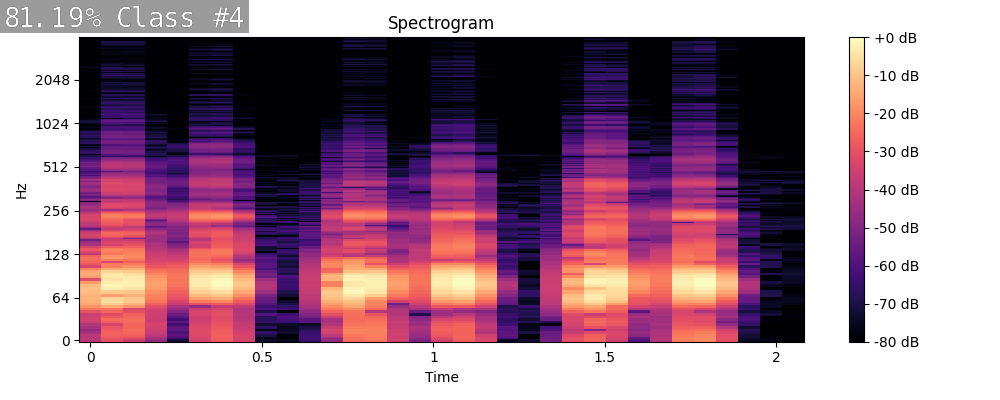 81.19% Class #4
Spectrogram
2048
1024
512
256
128
64
0
Hz
0
0.5
1
1.5
2
Time
+0 dB
-10 dB
-20 dB
-30 dB
-40 dB
-50 dB
-60 dB
-70 dB
-80 dB